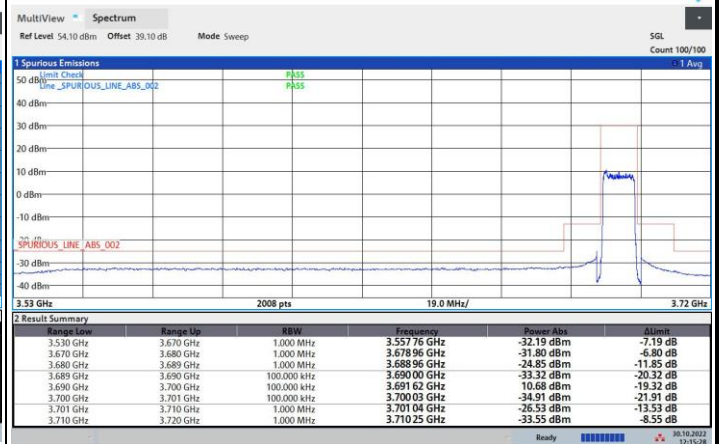 MultiView Spectrum
Ref Level 54.10 dBm Offset 39.10 dB Mode Sweep SGL
Count 100/100
1 Spurious Emissions 1 Avg
Limit Check PASS
50 dBm
Line _SPURIOUS_LINE_ABS_002 PASS
40 dBm
30 dBm
20 dBm
10 dBm
0 dBm
-10 dBm
_SPURIOUS_LINE_ABS_002
-30 dBm
-40 dBm
3.53 GHz 2008 pts 19.0 MHz/ 3.72 GHz
2 Result Summary
Range Low Range Up RBW Frequency Power Abs ΔLimit
3.530 GHz 3.670 GHz 1.000 MHz 3.557 76 GHz -32.19 dBm -7.19 dB
3.670 GHz 3.680 GHz 1.000 MHz 3.678 96 GHz -31.80 dBm -6.80 dB
3.680 GHz 3.689 GHz 1.000 MHz 3.688 96 GHz -24.85 dBm -11.85 dB
3.689 GHz 3.690 GHz 100.000 kHz 3.690 00 GHz -33.32 dBm -20.32 dB
3.690 GHz 3.700 GHz 100.000 kHz 3.691 62 GHz 10.68 dBm -19.32 dB
3.700 GHz 3.701 GHz 100.000 kHz 3.700 03 GHz -34.91 dBm -21.91 dB
3.701 GHz 3.710 GHz 1.000 MHz 3.701 04 GHz -26.53 dBm -13.53 dB
3.710 GHz 3.720 GHz 1.000 MHz 3.710 25 GHz -33.55 dBm -8.55 dB
Ready 30.10.2022
12:15:28